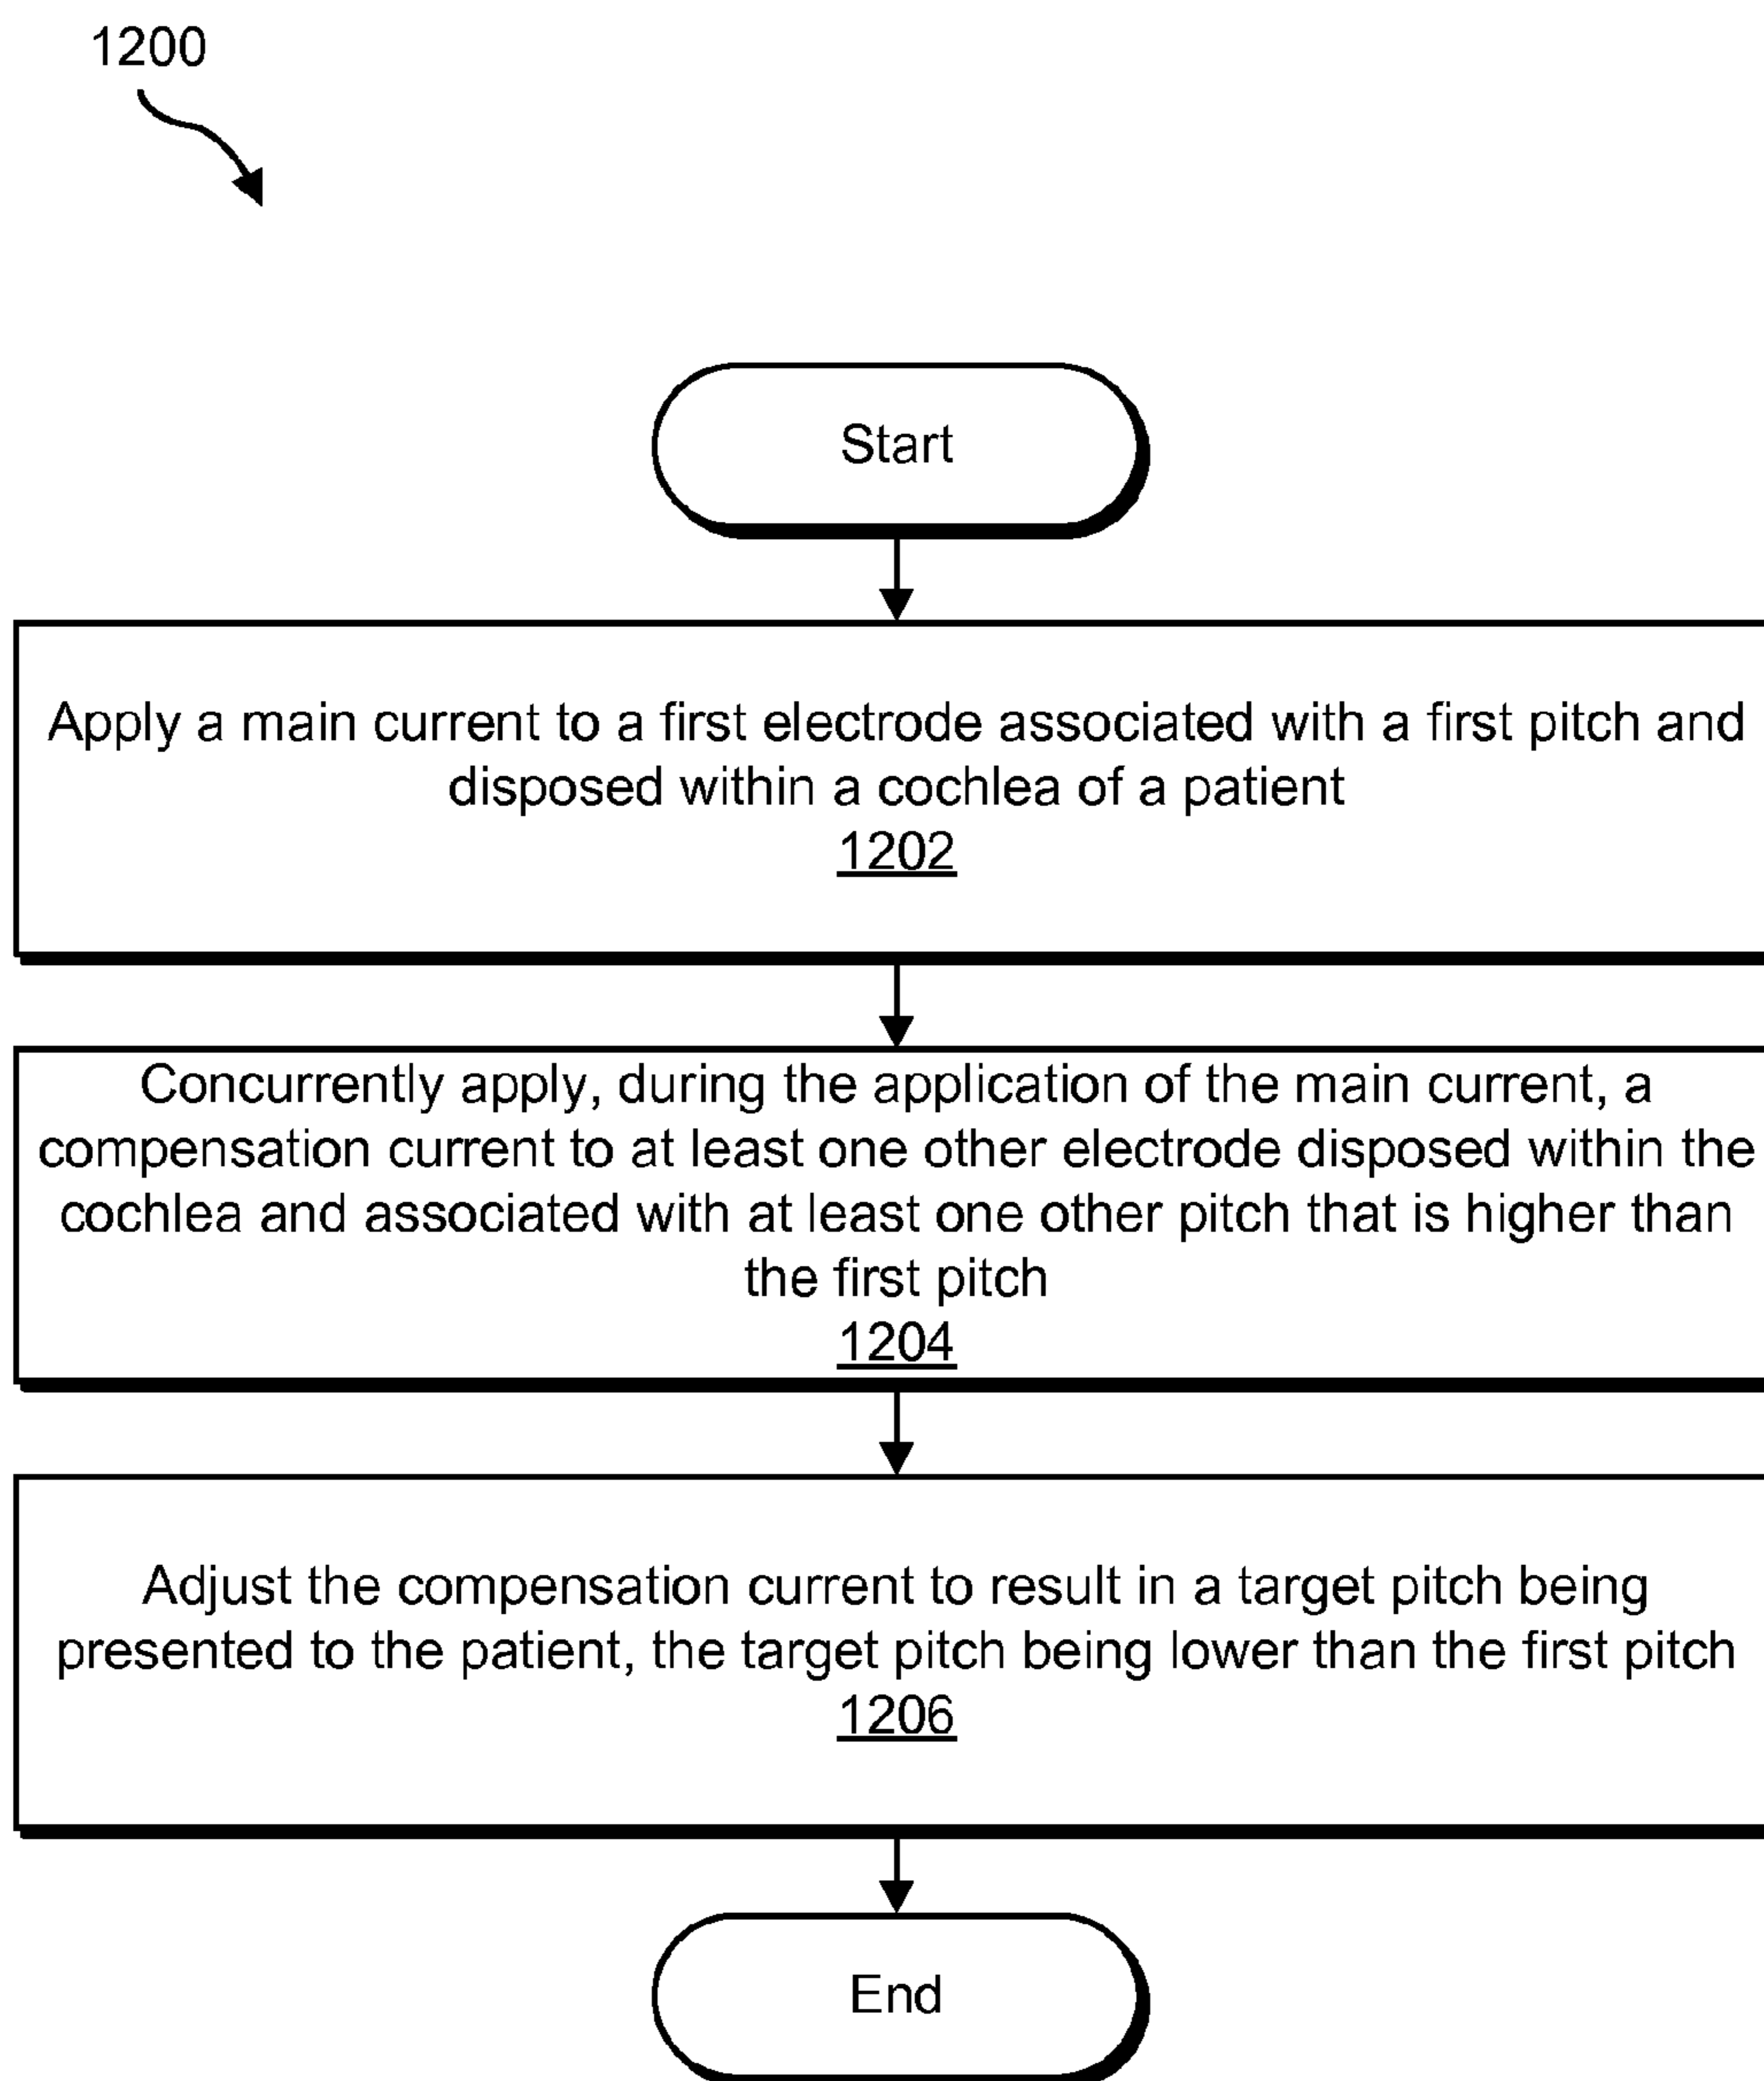 1200
Start
Apply a main current to a first electrode associated with a first pitch and
disposed within a cochlea of a patient
1202
Concurrently apply, during the application of the main current, a
compensation current to at least one other electrode disposed within the
cochlea and associated with at least one other pitch that is higher than
the first pitch
1204
Adjust the compensation current to result in a target pitch being
presented to the patient, the target pitch being lower than the first pitch
1206
End